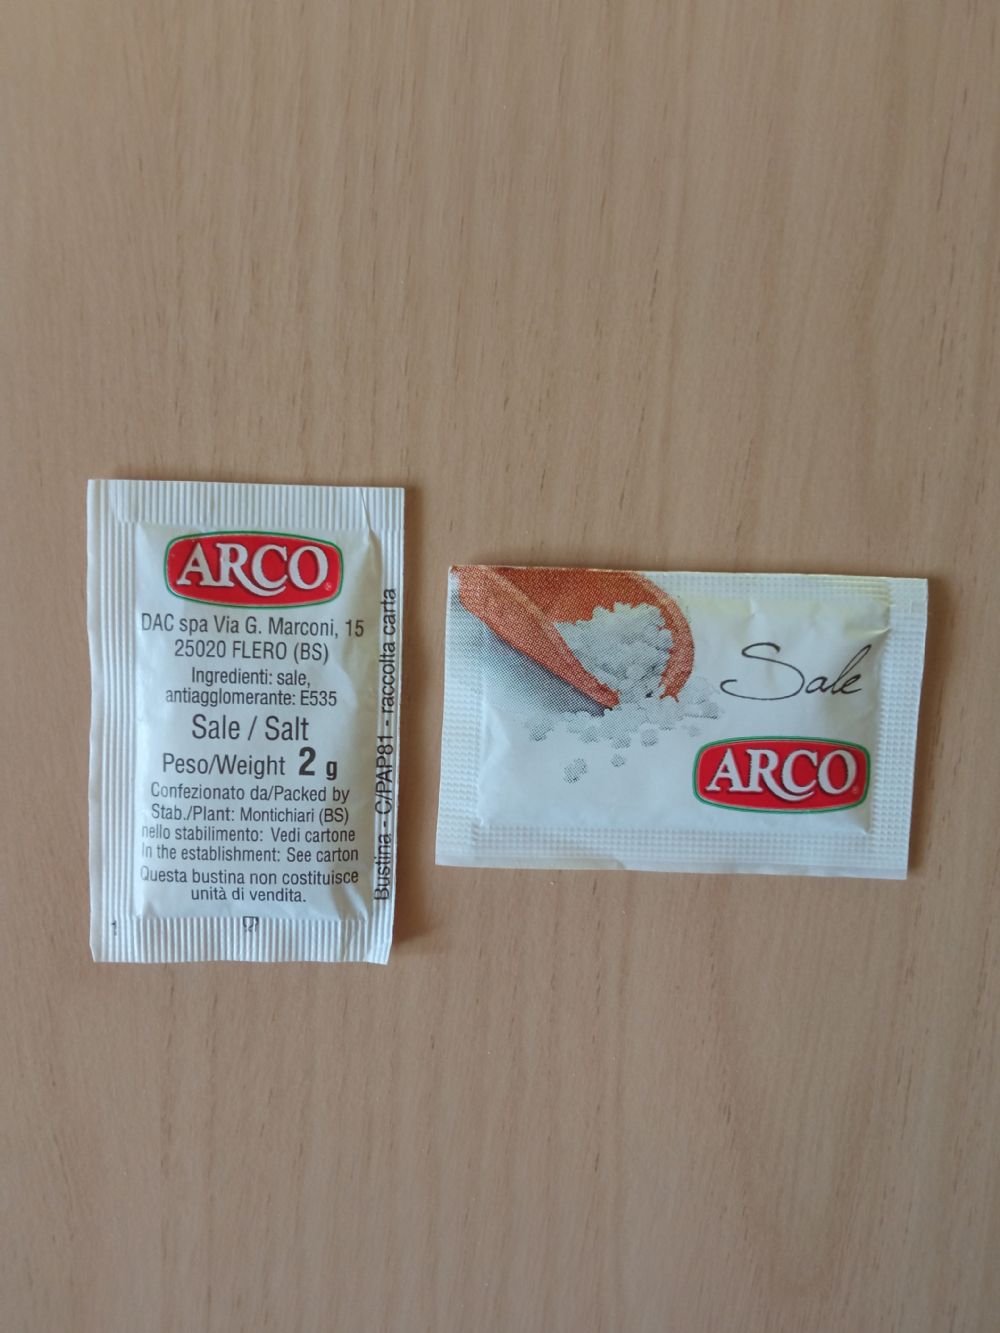 ARCO
DAC spa Via G. Marconi, 15
25020 FLERO (BS)
Ingredienti: sale,
antiagglomerante: E535
Sale / Salt
Peso/Weight 2 g
Confezionato da/Packed by
Stab./Plant: Montichiari (BS)
nello stabilimento: Vedi cartone
In the establishment: See carton
Questa bustina non costituisce
unità di vendita.
1
Bustina - C/PAP81 - raccolta carta
Sale
ARCO